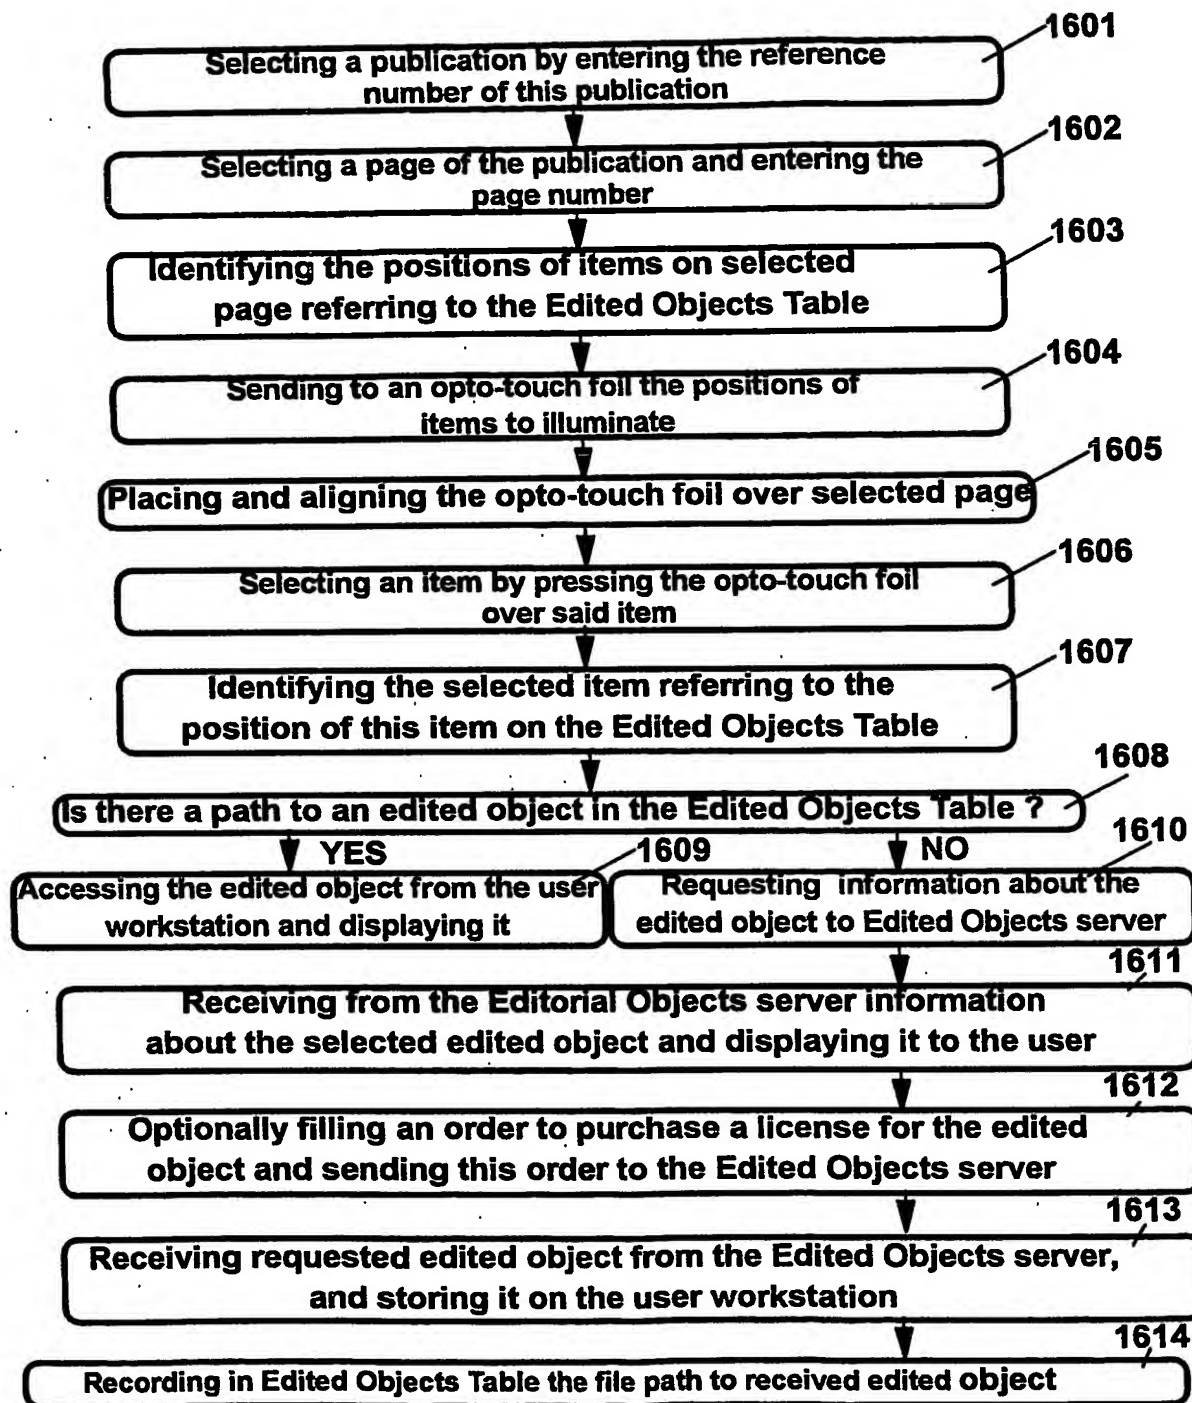 1601
Selecting a publication by entering the reference
number of this publication
1602
Selecting a page of the publication and entering the
page number
1603
Identifying the positions of items on selected
page referring to the Edited Objects Table
1604
Sending to an opto-touch foil the positions of
items to illuminate
1605
Placing and aligning the opto-touch foil over selected page
1606
Selecting an item by pressing the opto-touch foil
over said item
1607
Identifying the selected item referring to the
position of this item on the Edited Objects Table
1608
Is there a path to an edited object in the Edited Objects Table ?
YES
1609
NO
1610
Accessing the edited object from the user
workstation and displaying it
Requesting information about the
edited object to Edited Objects server
1611
Receiving from the Editorial Objects server information
about the selected edited object and displaying it to the user
1612
Optionally filling an order to purchase a license for the edited
object and sending this order to the Edited Objects server
1613
Receiving requested edited object from the Edited Objects server,
and storing it on the user workstation
1614
Recording in Edited Objects Table the file path to received edited object